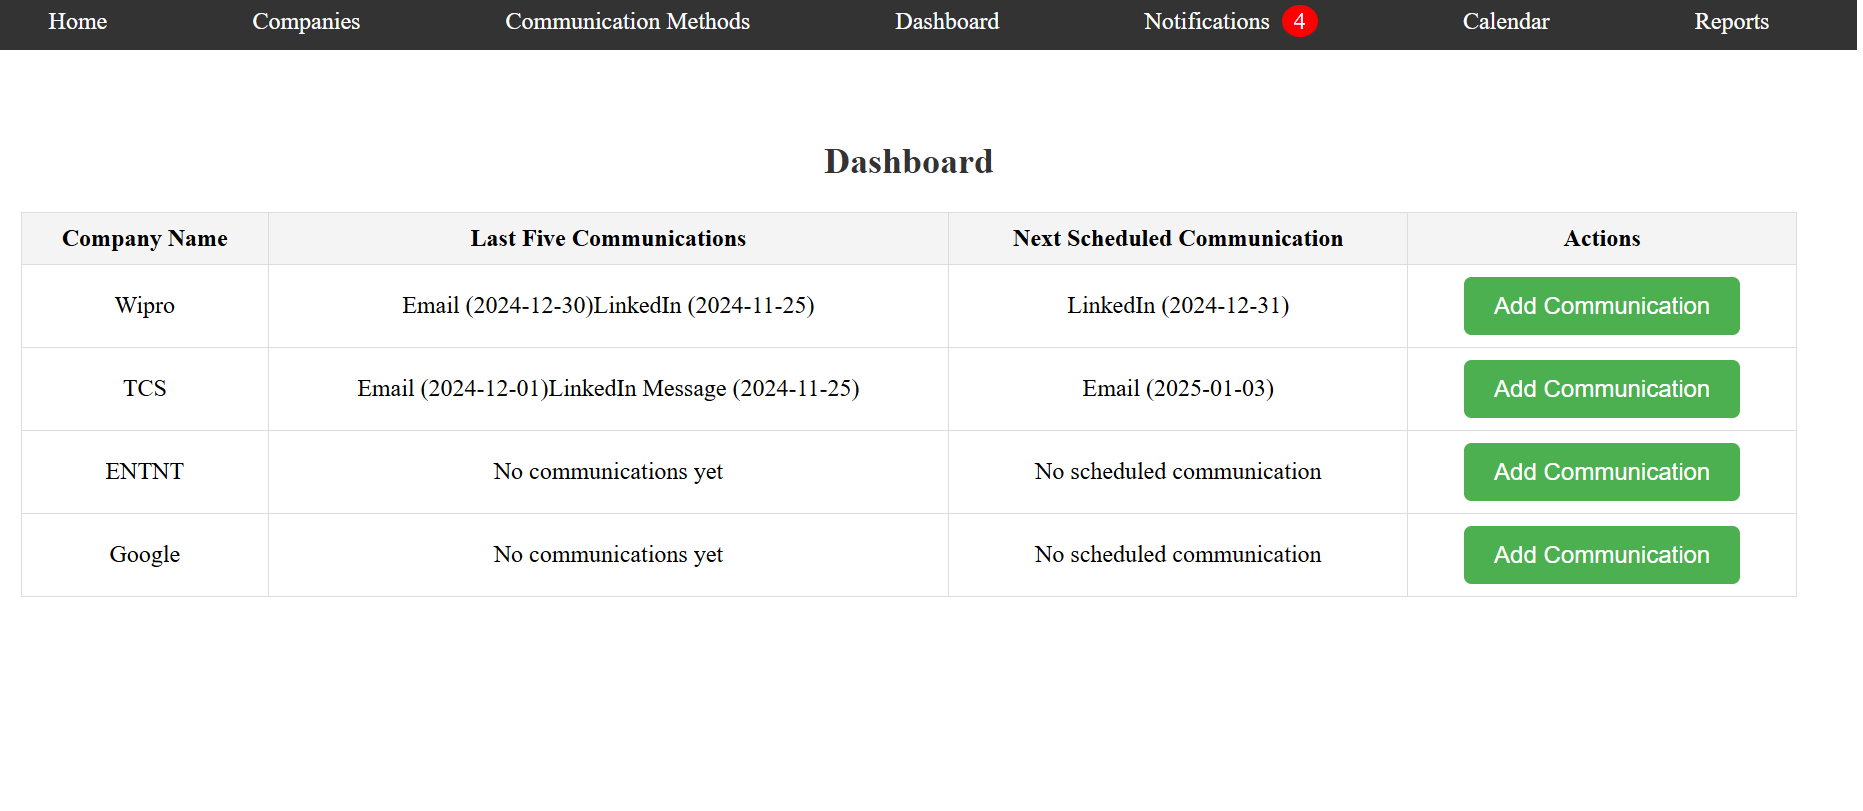 Home Companies Communication Methods Dashboard Notifications 4 Calendar Reports
Dashboard
Company Name Last Five Communications Next Scheduled Communication Actions
Wipro Email (2024-12-30)LinkedIn (2024-11-25) LinkedIn (2024-12-31) Add Communication
TCS Email (2024-12-01)LinkedIn Message (2024-11-25) Email (2025-01-03) Add Communication
ENTNT No communications yet No scheduled communication Add Communication
Google No communications yet No scheduled communication Add Communication